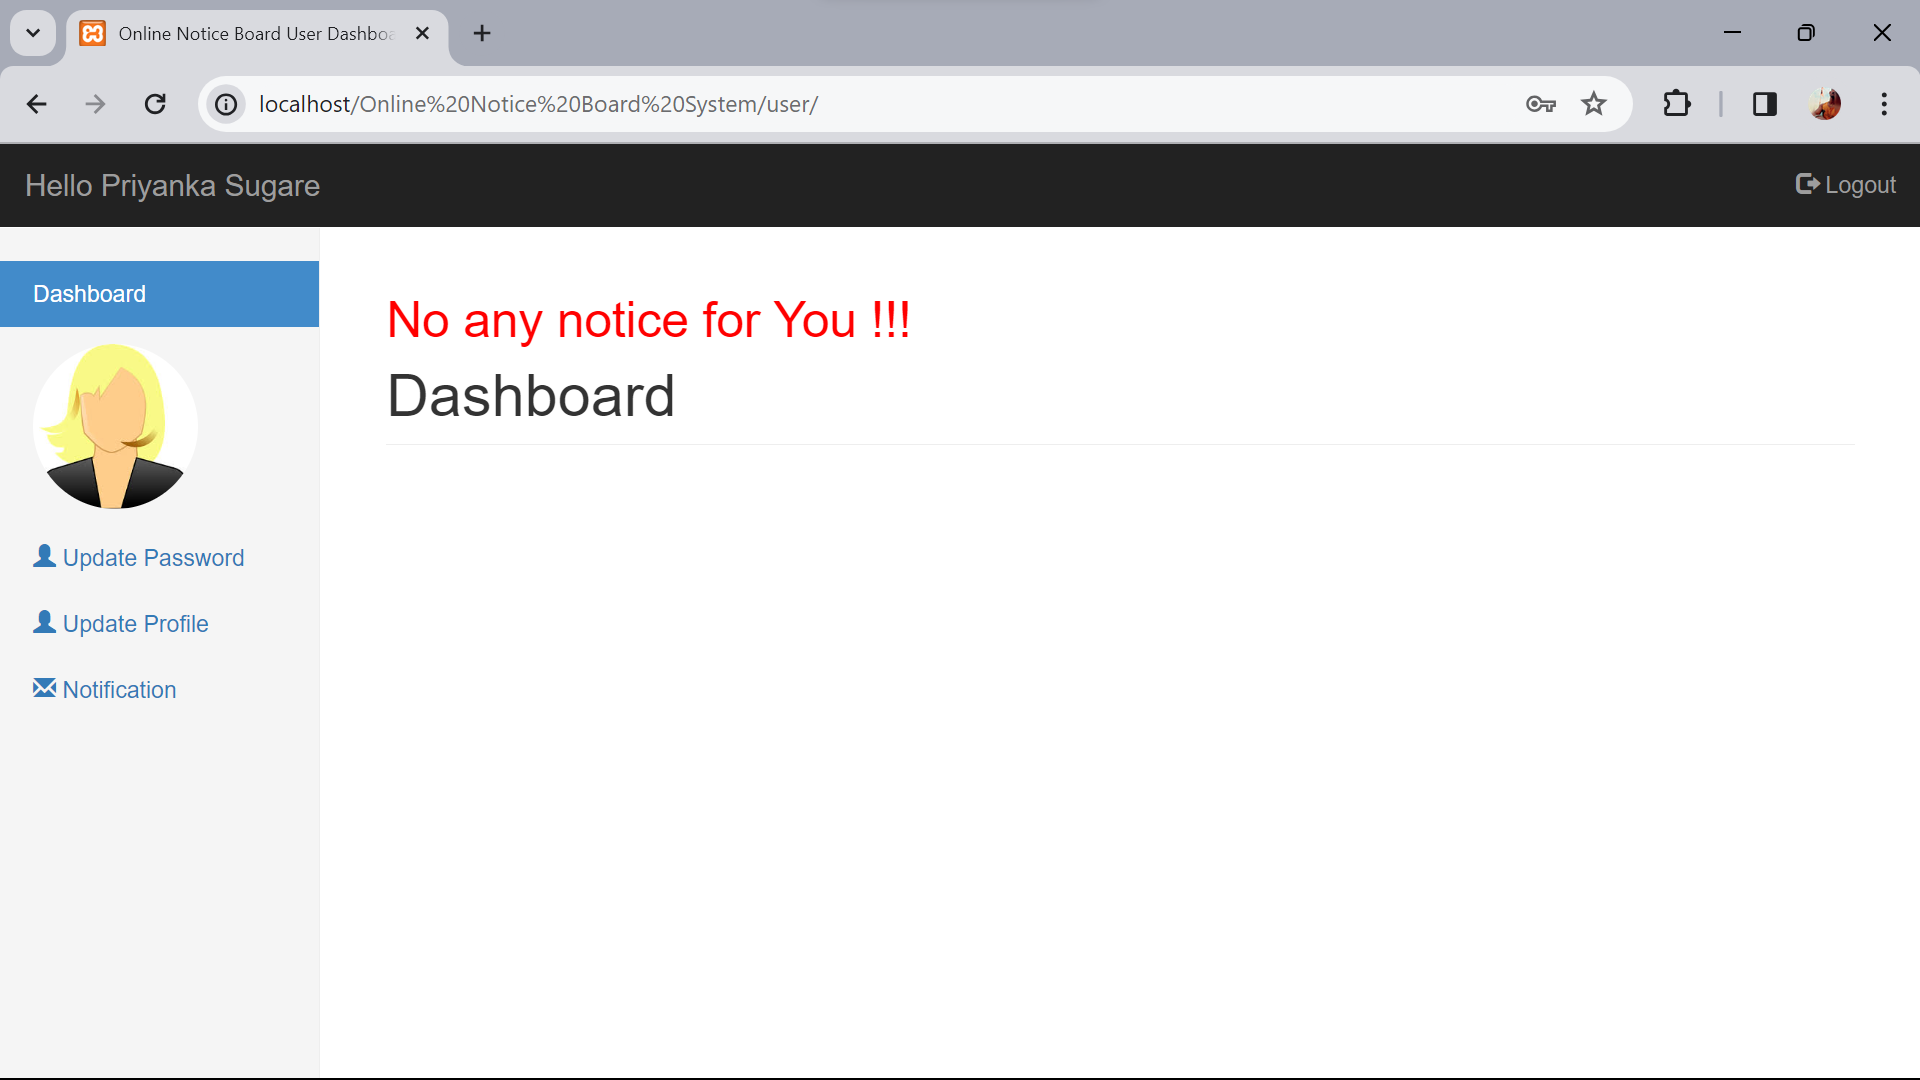 Online Notice Board User Dashboa
localhost/Online%20Notice%20Board%20System/user/
Hello Priyanka Sugare
Logout
Dashboard
Update Password
Update Profile
Notification
No any notice for You !!!
Dashboard